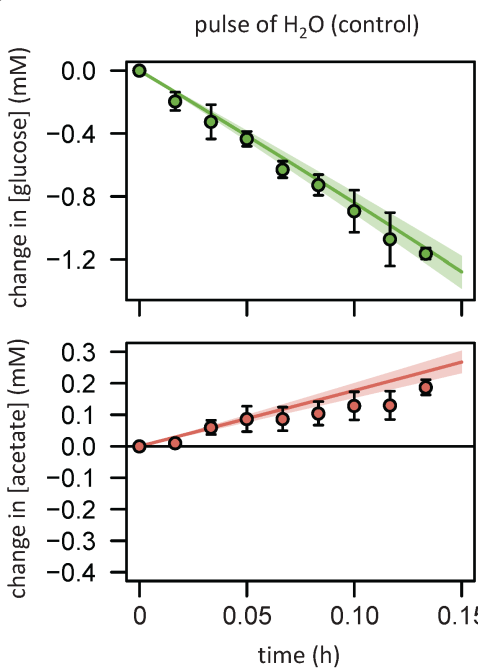 pulse of H₂O (control)
change in [glucose] (mM)
0.0
−0.4
−0.8
−1.2
change in [acetate] (mM)
0.3
0.2
0.1
0.0
−0.1
−0.2
−0.3
−0.4
0 0.05 0.10 0.15
time (h)